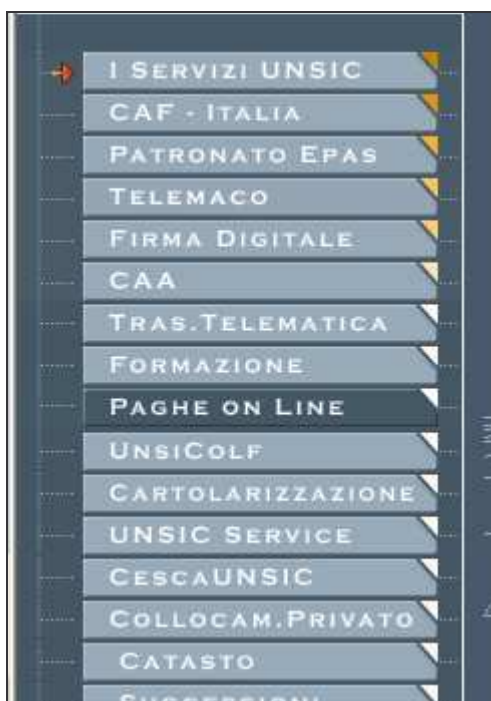 I SERVIZI UNSIC
CAF - ITALIA
PATRONATO EPAS
TELEMACO
FIRMA DIGITALE
CAA
TRAS.TELEMATICA
FORMAZIONE
PAGHE ON LINE
UNSICOLF
CARTOLARIZZAZIONE
UNSIC SERVICE
CESCAUNSIC
COLLOCAM.PRIVATO
CATASTO